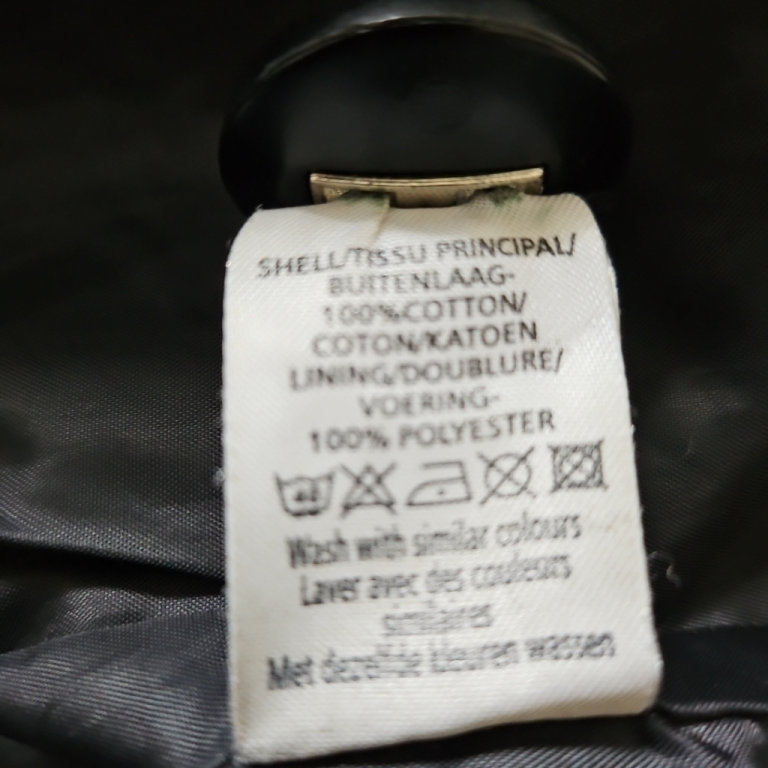 SHELL/TISSU PRINCIPAL/
BUITENLAAG-
100%COTTON/
COTON/KATOEN
LINING/DOUBLURE/
VOERING-
100% POLYESTER
Wash with similar colours
Laver avec des couleurs
similaires
Met dezelfde kleuren wassen